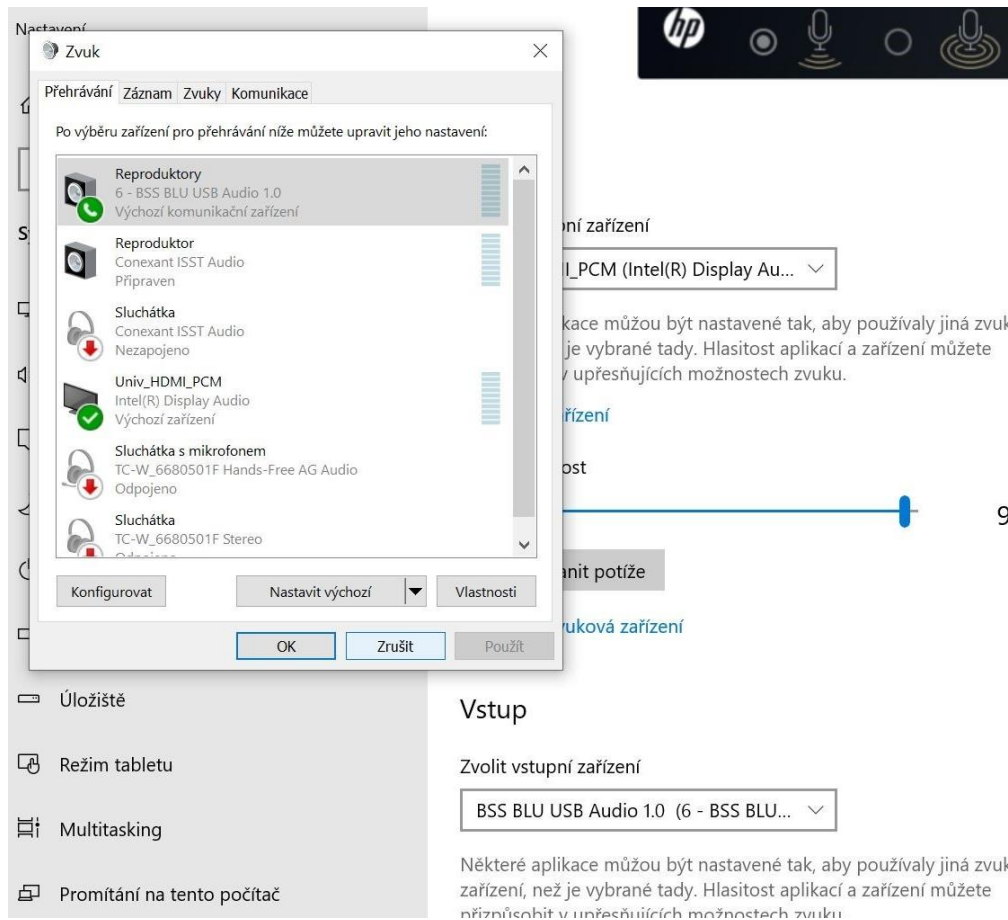 Nastavení
Zvuk
Přehrávání Záznam Zvuky Komunikace
Po výběru zařízení pro přehrávání níže můžete upravit jeho nastavení:
Reproduktory
6 - BSS BLU USB Audio 1.0
Výchozí komunikační zařízení
Reproduktor
Conexant ISST Audio
Připraven
Sluchátka
Conexant ISST Audio
Nezapojeno
Univ_HDMI_PCM
Intel(R) Display Audio
Výchozí zařízení
Sluchátka s mikrofonem
TC-W_6680501F Hands-Free AG Audio
Odpojeno
Sluchátka
TC-W_6680501F Stereo
Konfigurovat Nastavit výchozí Vlastnosti
OK Zrušit Použít
Úložiště
Režim tabletu
Multitasking
Promítání na tento počítač
hp
ní zařízení
I_PCM (Intel(R) Display Au...
kace můžou být nastavené tak, aby používaly jiná zvuk
je vybrané tady. Hlasitost aplikací a zařízení můžete
v upřesňujících možnostech zvuku.
řízení
ost
9
anit potíže
vuková zařízení
Vstup
Zvolit vstupní zařízení
BSS BLU USB Audio 1.0 (6 - BSS BLU...
Některé aplikace můžou být nastavené tak, aby používaly jiná zvuk
zařízení, než je vybrané tady. Hlasitost aplikací a zařízení můžete
přizpůsobit v upřesňujících možnostech zvuku